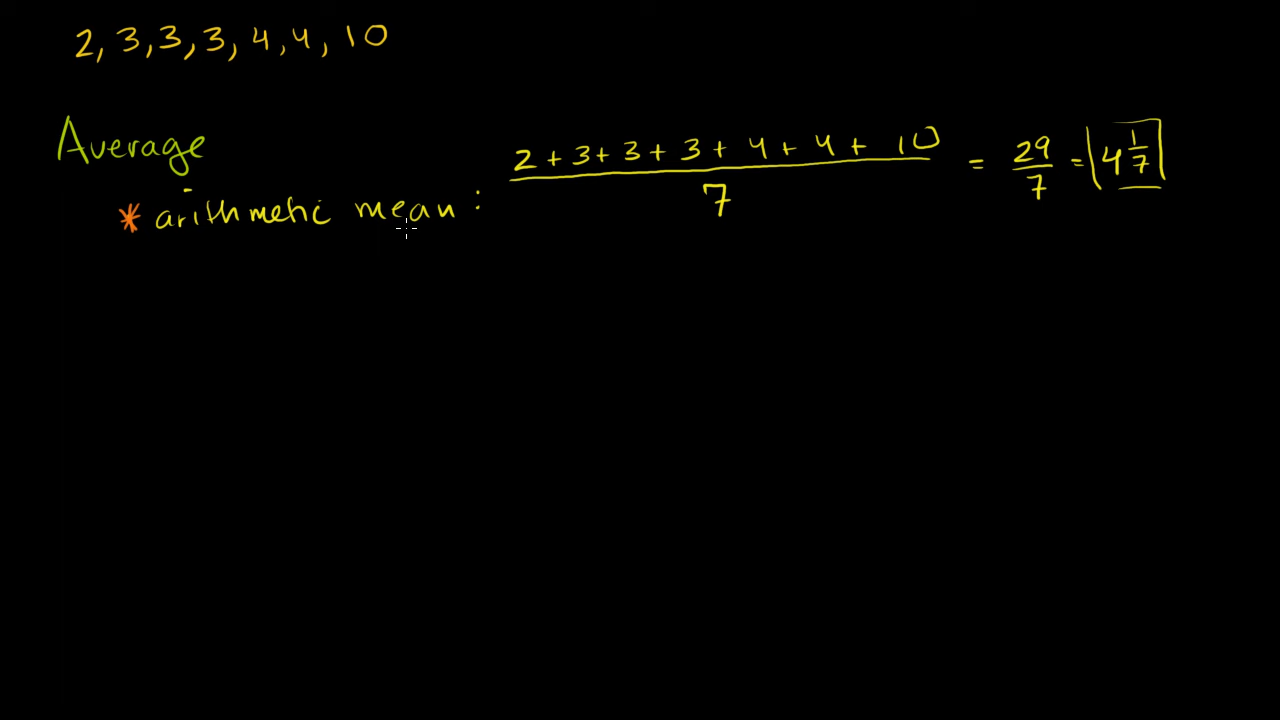 2, 3, 3, 3, 4, 4, 10
Average
* arithmetic mean : (2 + 3 + 3 + 3 + 4 + 4 + 10) / 7 = 29/7 = 4 1/7